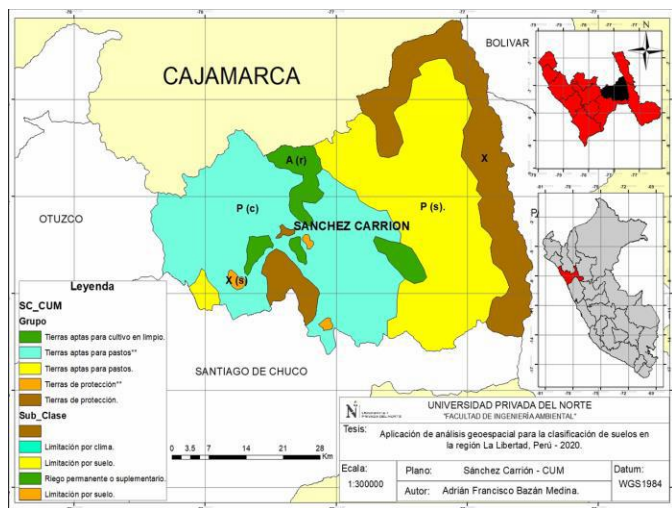 BOLIVAR
N
CAJAMARCA
A (r)
X
P (c)
P (s).
OTUZCO
SANCHEZ CARRION
X (s)
Leyenda
SC_CUM
Grupo
Tierras aptas para cultivo en limpio.
Tierras aptas para pastos**
Tierras aptas para pastos.
Tierras de protección**
Tierras de protección.
Sub_Clase
Limitación por clima.
Limitación por suelo.
Riego permanente o suplementario.
Limitación por suelo.
SANTIAGO DE CHUCO
0 3.5 7 14 21 28
Km
UNIVERSIDAD PRIVADA DEL NORTE
"FACULTAD DE INGENIERÍA AMBIENTAL"
Tesis: Aplicación de análisis geoespacial para la clasificación de suelos en
la región La Libertad, Perú - 2020.
Ecala:
1:300000
Plano: Sánchez Carrión - CUM
Autor: Adrián Francisco Bazán Medina.
Datum:
WGS1984